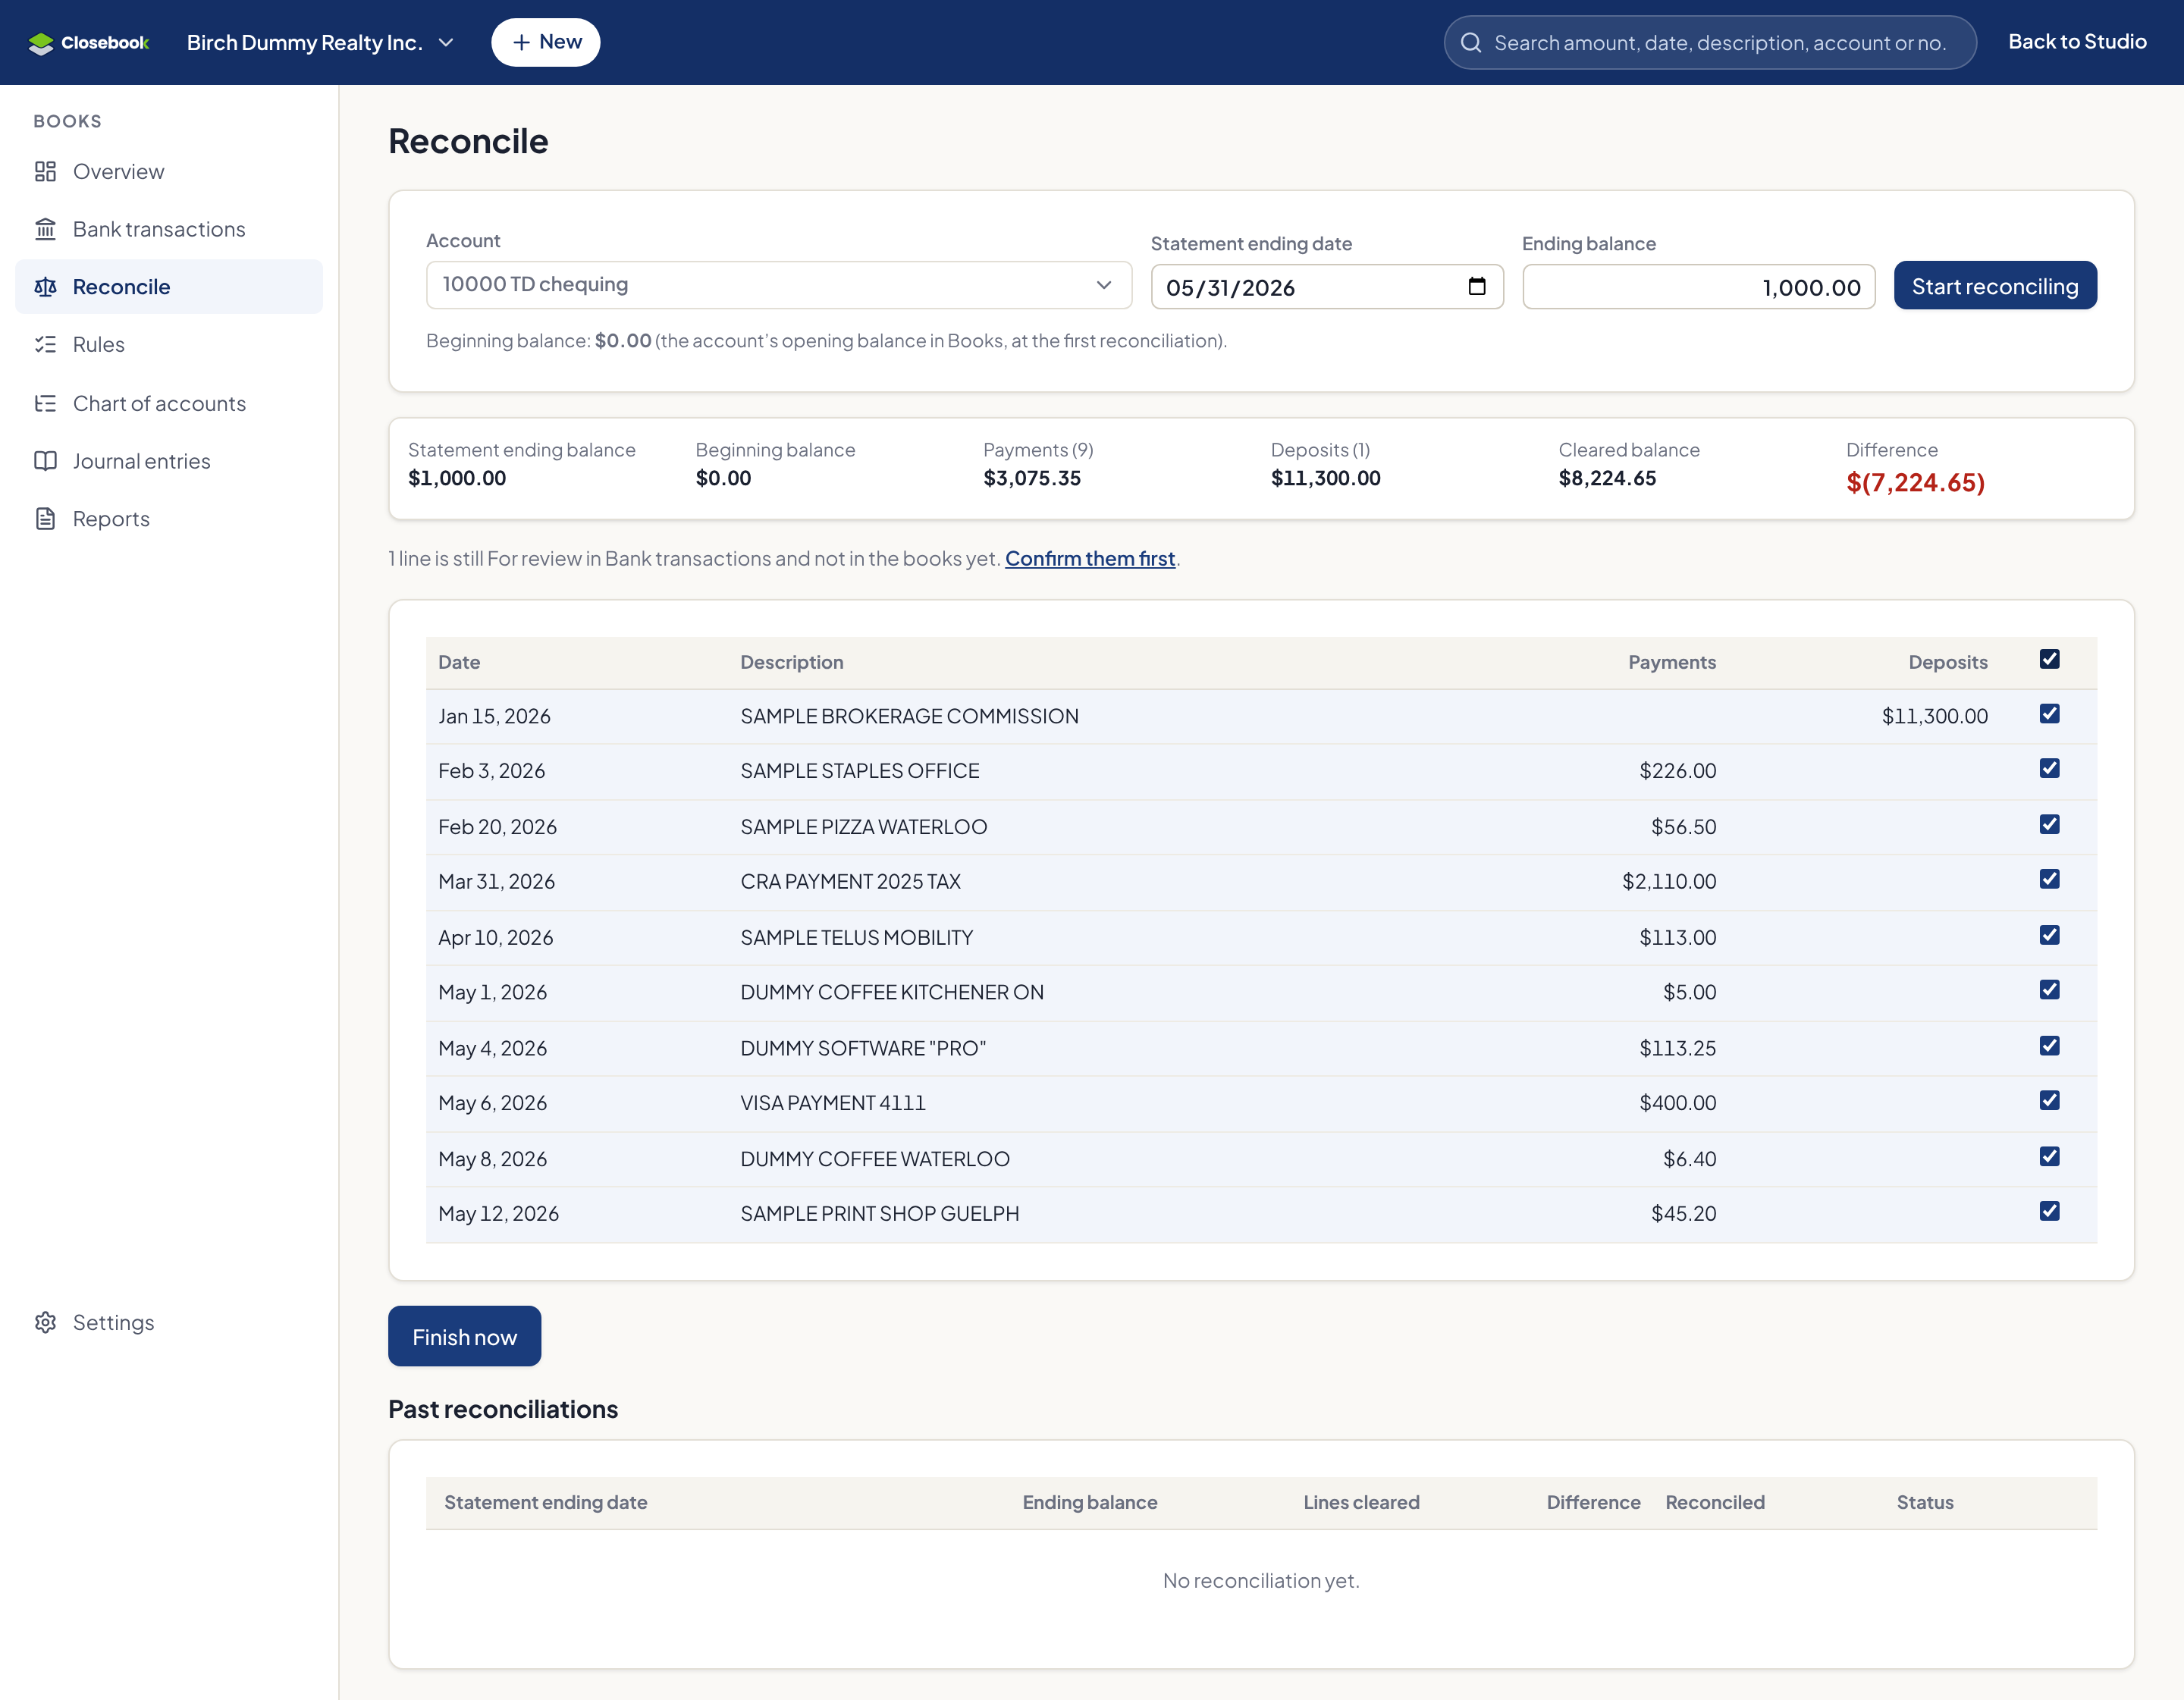 Closebook Birch Dummy Realty Inc. + New Search amount, date, description, account or no. Back to Studio
BOOKS
Overview
Bank transactions
Reconcile
Rules
Chart of accounts
Journal entries
Reports
Settings
Reconcile
Account Statement ending date Ending balance
10000 TD chequing 05/31/2026 1,000.00 Start reconciling
Beginning balance: $0.00 (the account's opening balance in Books, at the first reconciliation).
Statement ending balance Beginning balance Payments (9) Deposits (1) Cleared balance Difference
$1,000.00 $0.00 $3,075.35 $11,300.00 $8,224.65 $(7,224.65)
1 line is still For review in Bank transactions and not in the books yet. Confirm them first.
Date Description Payments Deposits
Jan 15, 2026 SAMPLE BROKERAGE COMMISSION $11,300.00
Feb 3, 2026 SAMPLE STAPLES OFFICE $226.00
Feb 20, 2026 SAMPLE PIZZA WATERLOO $56.50
Mar 31, 2026 CRA PAYMENT 2025 TAX $2,110.00
Apr 10, 2026 SAMPLE TELUS MOBILITY $113.00
May 1, 2026 DUMMY COFFEE KITCHENER ON $5.00
May 4, 2026 DUMMY SOFTWARE "PRO" $113.25
May 6, 2026 VISA PAYMENT 4111 $400.00
May 8, 2026 DUMMY COFFEE WATERLOO $6.40
May 12, 2026 SAMPLE PRINT SHOP GUELPH $45.20
Finish now
Past reconciliations
Statement ending date Ending balance Lines cleared Difference Reconciled Status
No reconciliation yet.